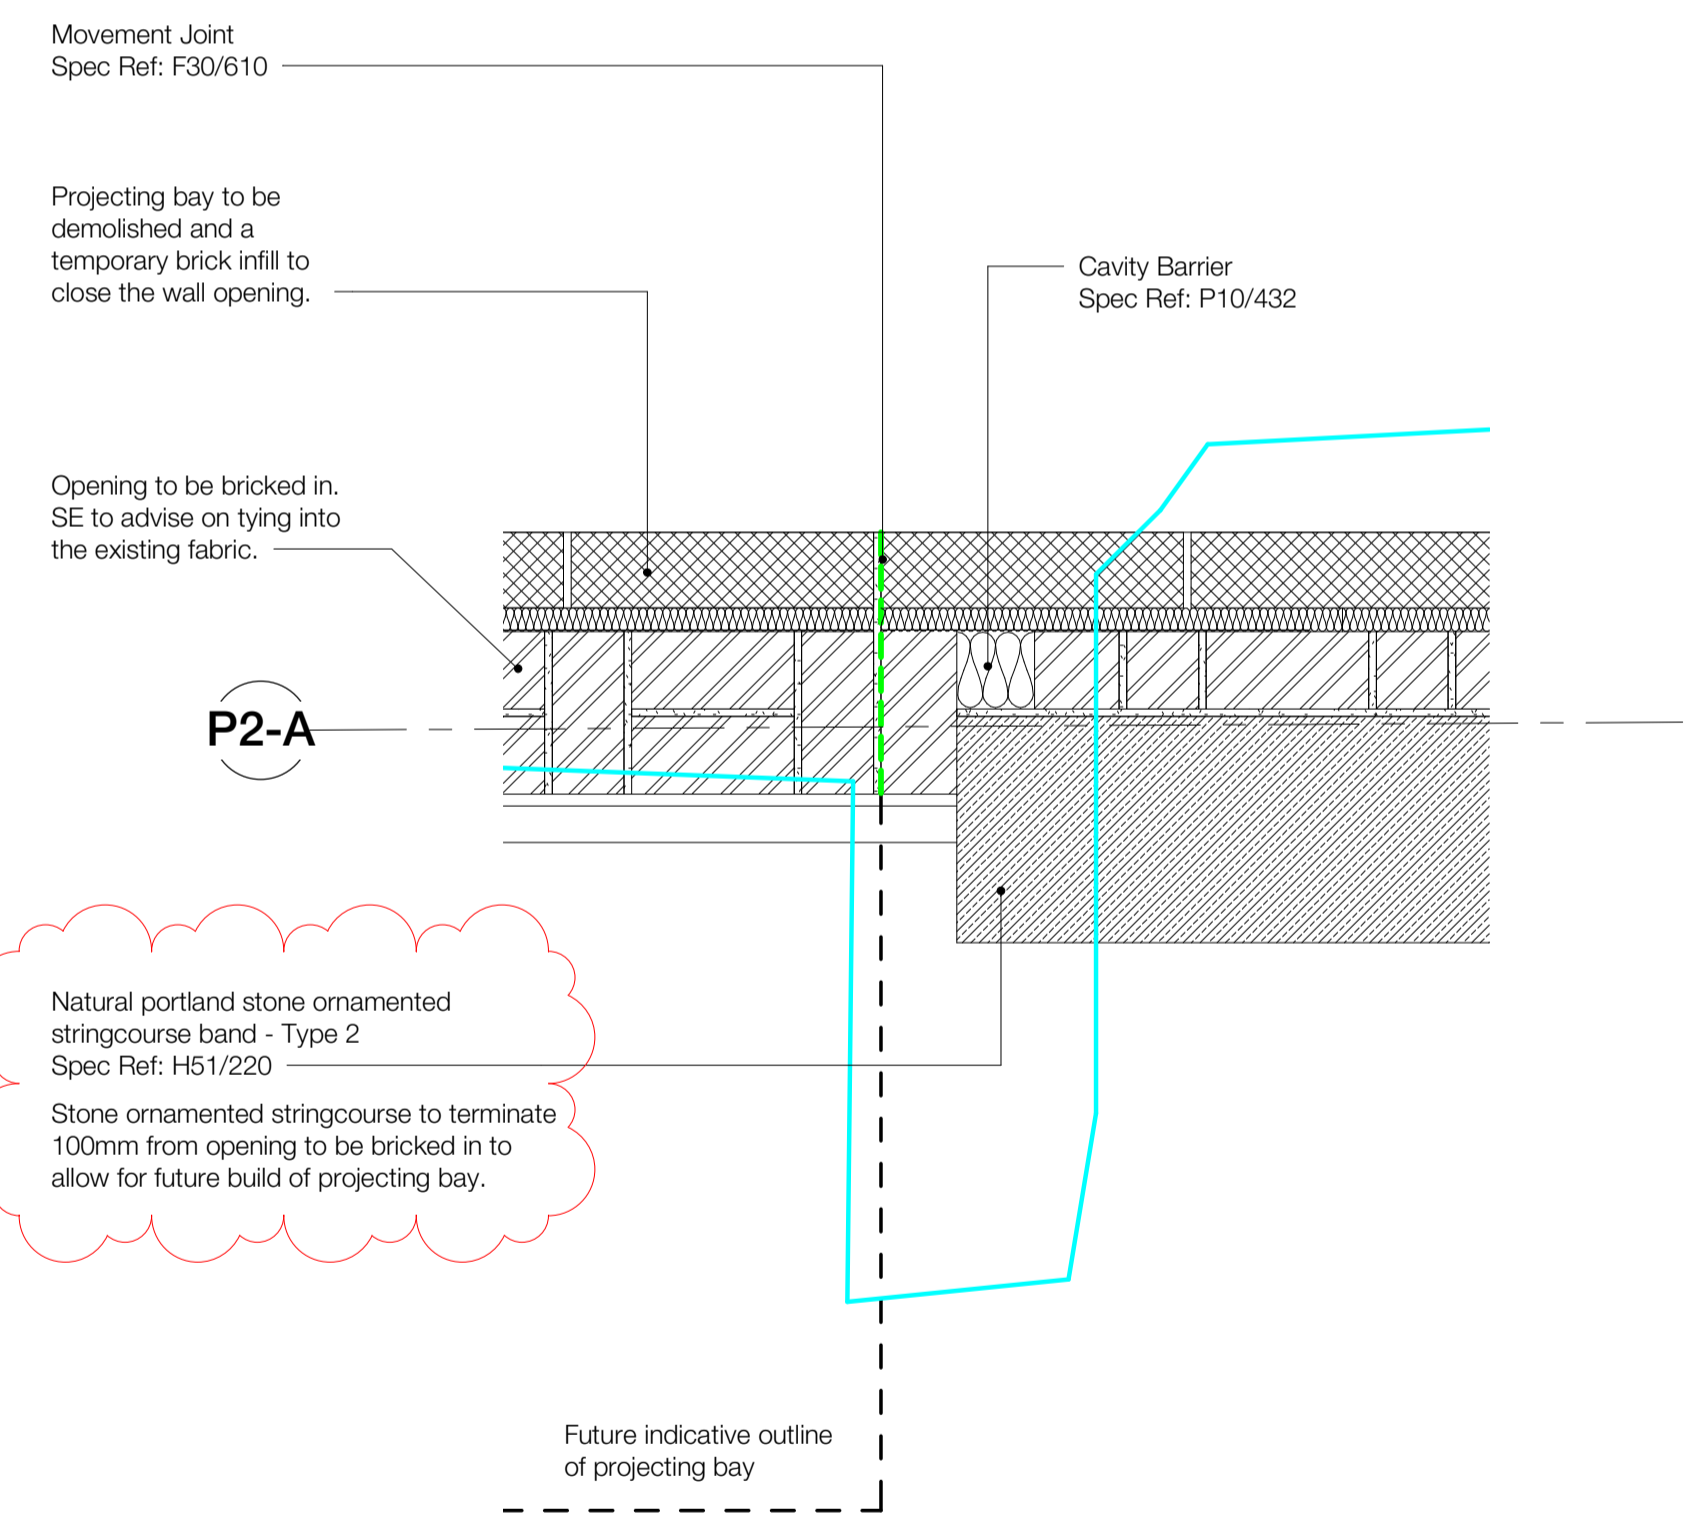 Movement Joint
Spec Ref: F30/610
Projecting bay to be
demolished and a
temporary brick infill to
close the wall opening.
Cavity Barrier
Spec Ref: P10/432
Opening to be bricked in.
SE to advise on tying into
the existing fabric.
P2-A
Natural portland stone ornamented
stringcourse band - Type 2
Spec Ref: H51/220
Stone ornamented stringcourse to terminate
100mm from opening to be bricked in to
allow for future build of projecting bay.
Future indicative outline
of projecting bay